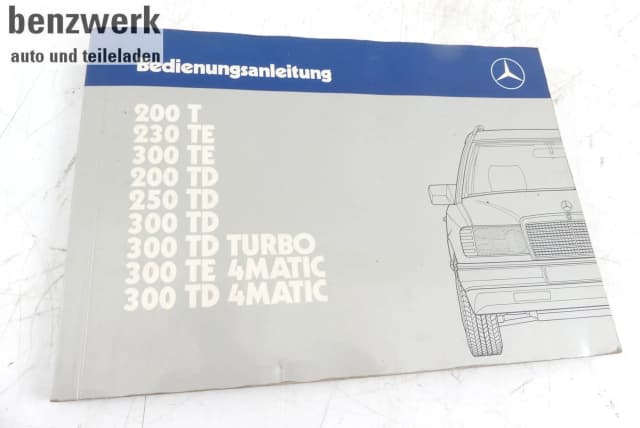 benzwerk
auto und teileladen
Bedienungsanleitung
200 T
230 TE
300 TE
200 TD
250 TD
300 TD
300 TD TURBO
300 TE 4MATIC
300 TD 4MATIC